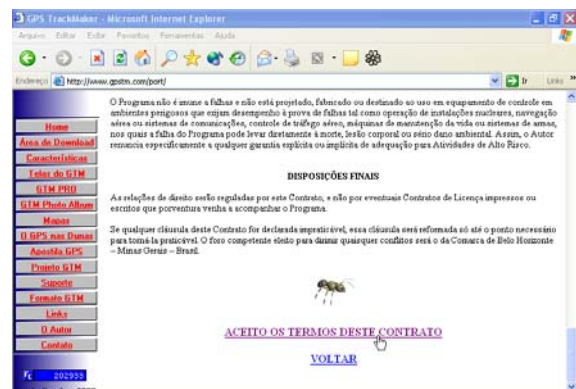 GPS TrackMaker - Microsoft Internet Explorer
Arquivo Editar Exibir Favoritos Ferramentas Ajuda
Endereço http://www.gpstm.com/port/ Ir Links »
Home
Área de Download
Características
Telas do GTM
GTM PRO
GTM Photo Album
Mapas
O GPS nas Dunas
Apostila GPS
Projeto GTM
Suporte
Formato GTM
Links
O Autor
Contato
202933
O Programa não é imune a falhas e não está projetado, fabricado ou destinado ao uso em equipamento de controle em
ambientes perigosos que exijam desempenho à prova de falhas tal como operação de instalações nucleares, navegação
aérea ou sistemas de comunicações, controle de tráfego aéreo, máquinas de manutenção da vida ou sistemas de armas,
nos quais a falha do Programa pode levar diretamente à morte, lesão corporal ou sério dano ambiental. Assim, o Autor
renuncia especificamente a qualquer garantia explícita ou implícita de adequação para Atividades de Alto Risco.
DISPOSIÇÕES FINAIS
As relações de direito serão reguladas por este Contrato, e não por eventuais Contratos de Licença impressos ou
escritos que porventura venha a acompanhar o Programa.
Se qualquer cláusula deste Contrato for declarada impraticável, essa cláusula será reformada só até o ponto necessário
para torná-la praticável. O foro competente eleito para dirimir quaisquer conflitos será o da Comarca de Belo Horizonte
– Minas Gerais – Brasil.
ACEITO OS TERMOS DESTE CONTRATO
VOLTAR